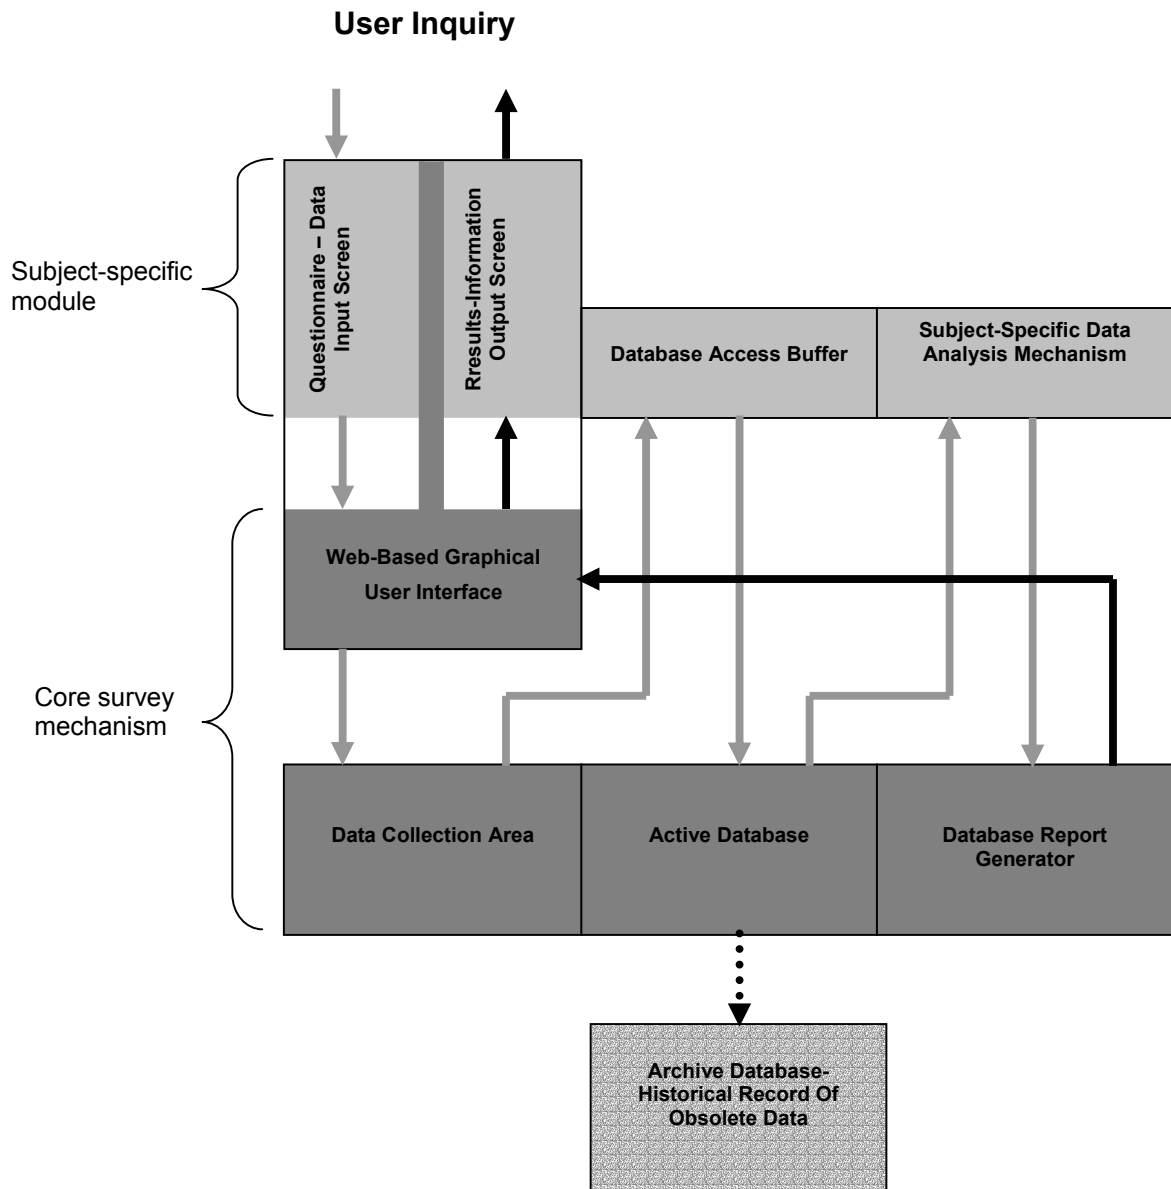 User Inquiry
Subject-specific
module
Questionnaire – Data
Input Screen
Rresults-Information
Output Screen
Database Access Buffer
Subject-Specific Data
Analysis Mechanism
Web-Based Graphical
User Interface
Core survey
mechanism
Data Collection Area
Active Database
Database Report
Generator
Archive Database-
Historical Record Of
Obsolete Data